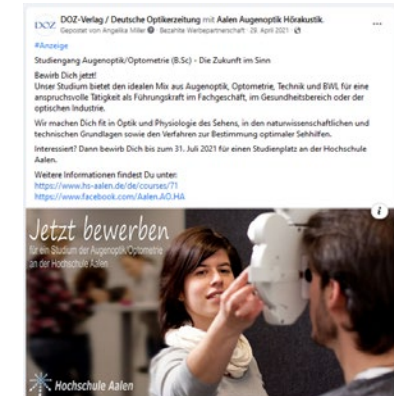 DOZ-Verlag / Deutsche Optikerzeitung mit Aalen Augenoptik Hörakustik.
Gepostet von Angelika Miller · Bezahlte Werbepartnerschaft · 29. April 2021 ·
DOZ
#Anzeige
Studiengang Augenoptik/Optometrie (B.Sc) - Die Zukunft im Sinn
Bewirb Dich jetzt!
Unser Studium bietet den idealen Mix aus Augenoptik, Optometrie, Technik und BWL für eine
anspruchsvolle Tätigkeit als Führungskraft im Fachgeschäft, im Gesundheitsbereich oder der
optischen Industrie.
Wir machen Dich fit in Optik und Physiologie des Sehens, in den naturwissenschaftlichen und
technischen Grundlagen sowie den Verfahren zur Bestimmung optimaler Sehhilfen.
Interessiert? Dann bewirb Dich bis zum 31. Juli 2021 für einen Studienplatz an der Hochschule
Aalen.
Weitere Informationen findest Du unter:
https://www.hs-aalen.de/de/courses/71
https://www.facebook.com/Aalen.AO.HA
Jetzt bewerben
für ein Studium der Augenoptik/Optometrie
an der Hochschule Aalen
Hochschule Aalen